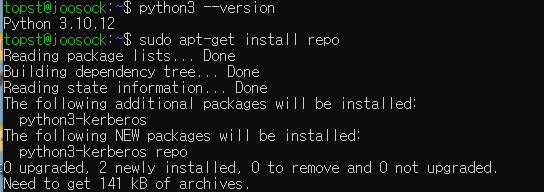 topst@joosock:~$ python3 --version
Python 3.10.12
topst@joosock:~$ sudo apt-get install repo
Reading package lists... Done
Building dependency tree... Done
Reading state information... Done
The following additional packages will be installed:
  python3-kerberos
The following NEW packages will be installed:
  python3-kerberos repo
0 upgraded, 2 newly installed, 0 to remove and 0 not upgraded.
Need to get 141 kB of archives.